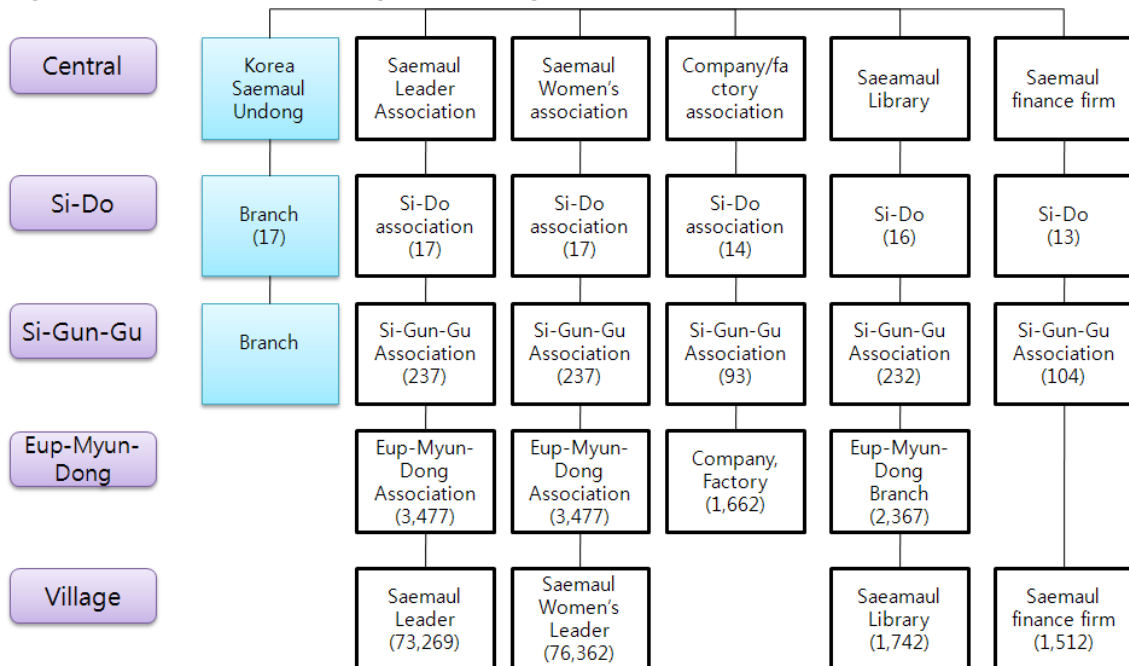 Central
Korea
Saemaul
Undong
Saemaul
Leader
Association
Saemaul
Women's
association
Company/fa
ctory
association
Saeamaul
Library
Saemaul
finance firm
Si-Do
Branch
(17)
Si-Do
association
(17)
Si-Do
association
(17)
Si-Do
association
(14)
Si-Do
(16)
Si-Do
(13)
Si-Gun-Gu
Branch
Si-Gun-Gu
Association
(237)
Si-Gun-Gu
Association
(237)
Si-Gun-Gu
Association
(93)
Si-Gun-Gu
Association
(232)
Si-Gun-Gu
Association
(104)
Eup-Myun-
Dong
Eup-Myun-
Dong
Association
(3,477)
Eup-Myun-
Dong
Association
(3,477)
Company,
Factory
(1,662)
Eup-Myun-
Dong
Branch
(2,367)
Village
Saemaul
Leader
(73,269)
Saemaul
Women's
Leader
(76,362)
Saeamaul
Library
(1,742)
Saemaul
finance firm
(1,512)